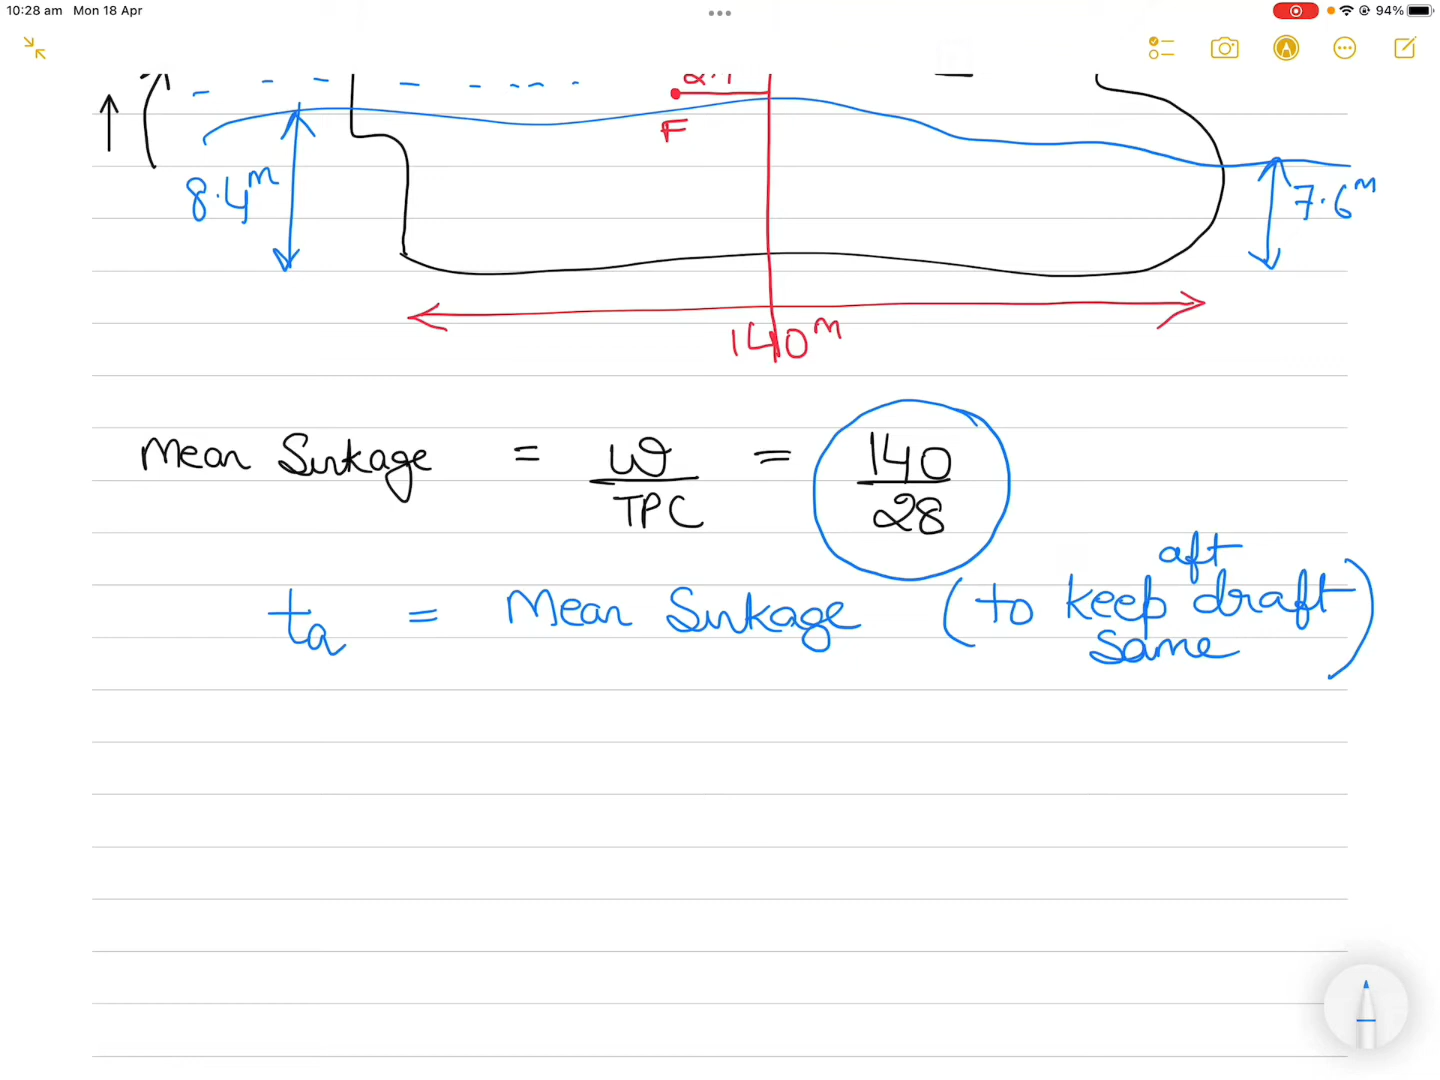 10:28 am Mon 18 Apr
94%
F
8.4m
7.6m
140m
Mean Sinkage = w/TPC = 140/28
ta = Mean Sinkage (to keep aft draft same)